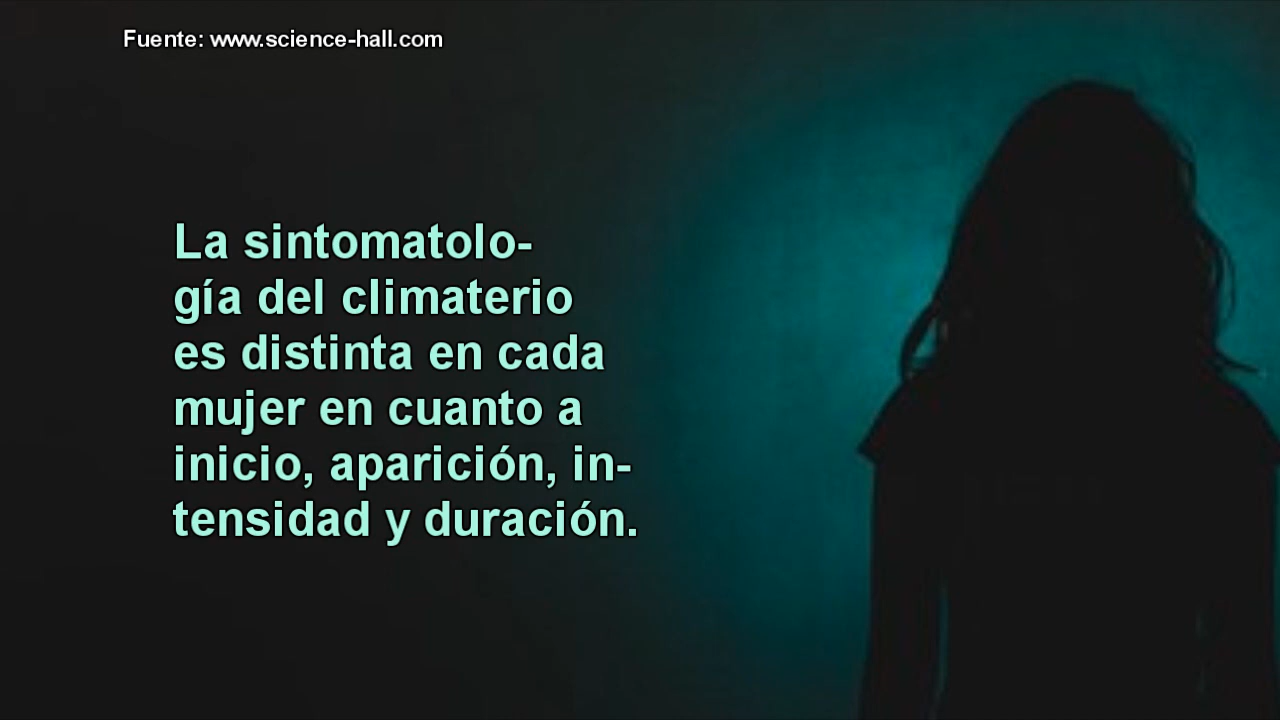 Fuente: www.science-hall.com
La sintomatolo-
gía del climaterio
es distinta en cada
mujer en cuanto a
inicio, aparición, in-
tensidad y duración.